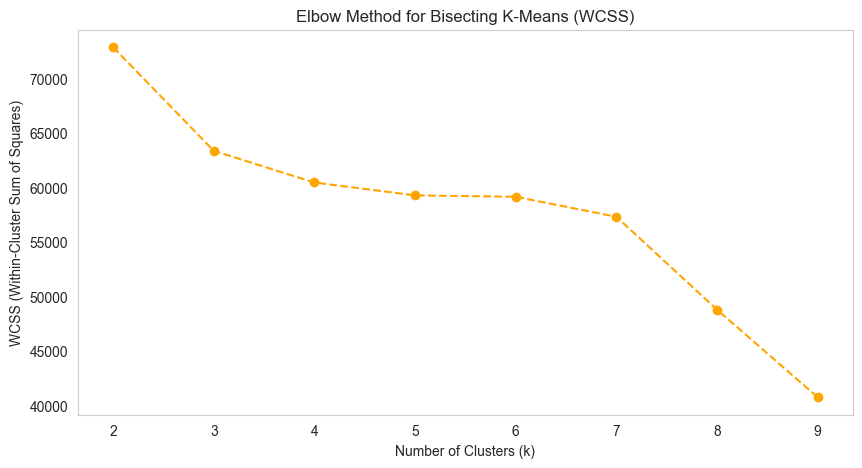 Elbow Method for Bisecting K-Means (WCSS)
WCSS (Within-Cluster Sum of Squares)
70000
65000
60000
55000
50000
45000
40000
2 3 4 5 6 7 8 9
Number of Clusters (k)